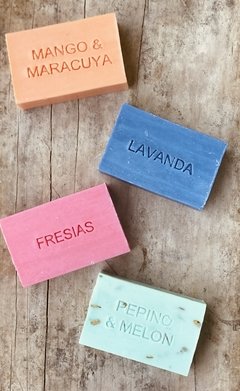 MANGO &
MARACUYA
LAVANDA
FRESIAS
PEPINO
& MELON